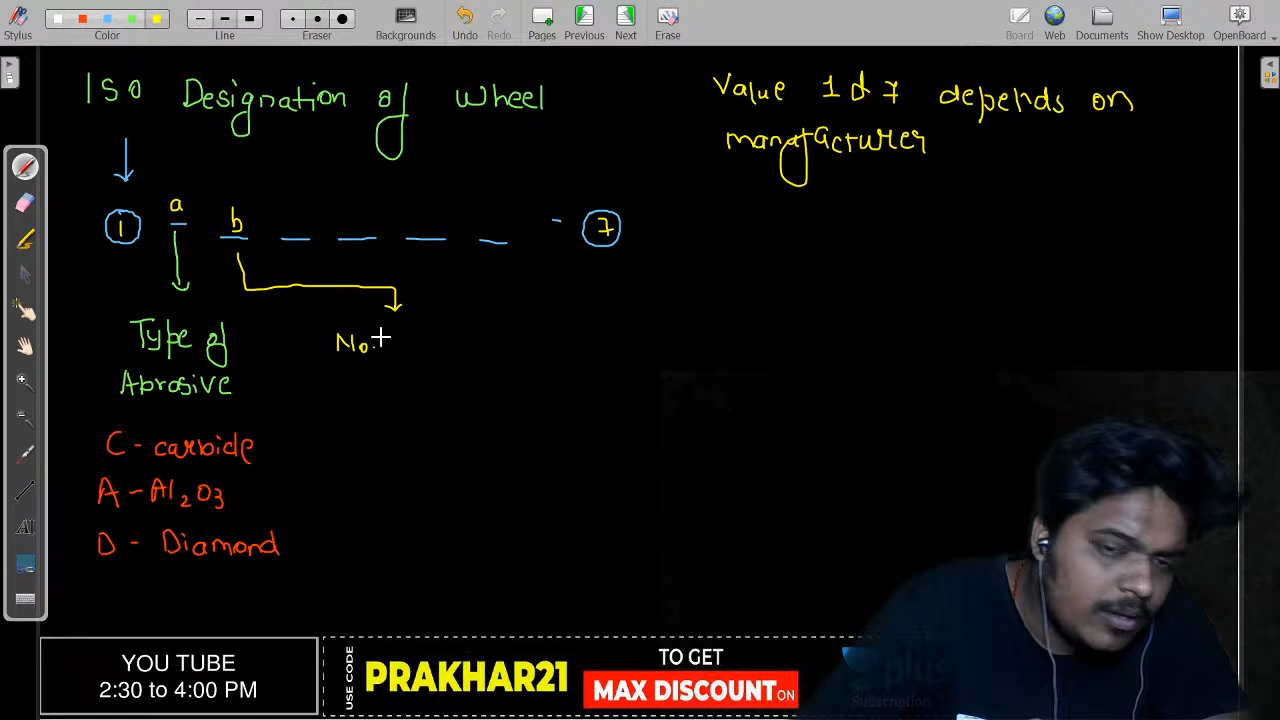 Stylus
Color
Line
Eraser
Backgrounds
Undo
Redo
Pages
Previous
Next
Erase
Board
Web
Documents
Show Desktop
OpenBoard
ISO Designation of wheel
Value 1 d 7 depends on
manufacturer
1 a b 7
Type of
Abrasive
No.
C - carbide
A - Al2O3
D - Diamond
YOU TUBE
2:30 to 4:00 PM
USE CODE
PRAKHAR21
TO GET
MAX DISCOUNT ON
plus
Subscription